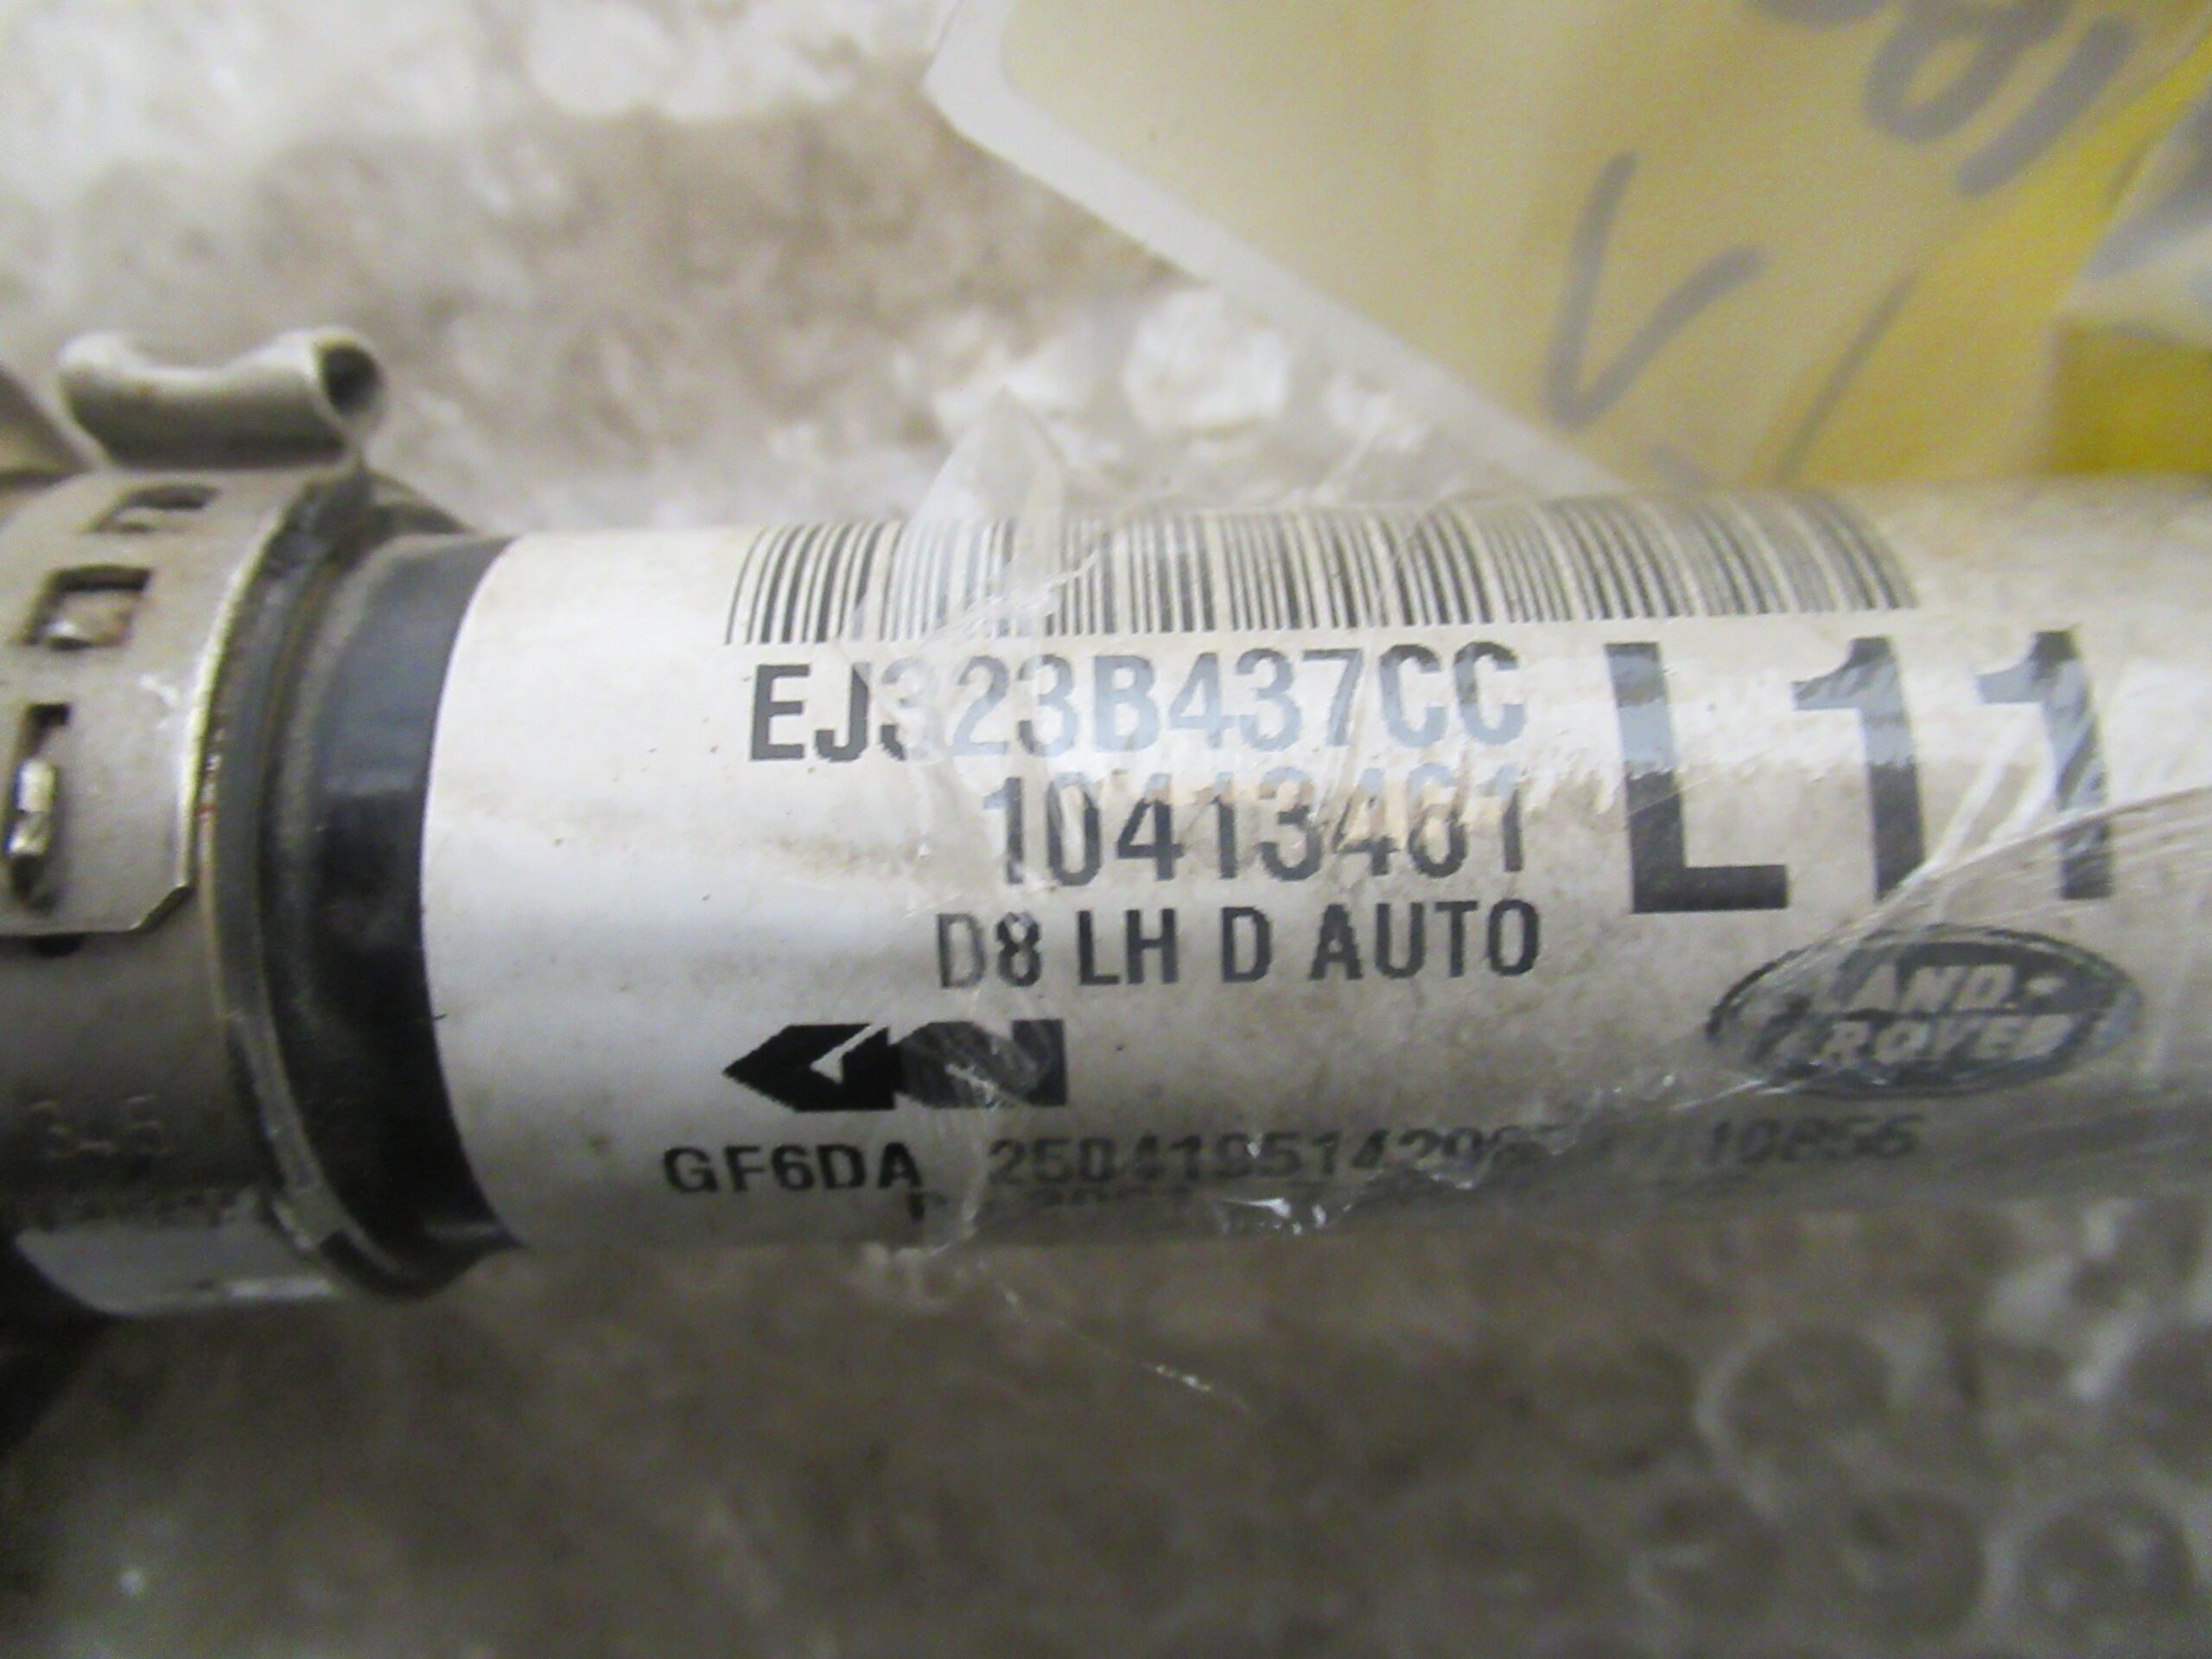 EJ323B437CC
L11
10413461
D8 LH D AUTO
LAND ROVER
GF6DA